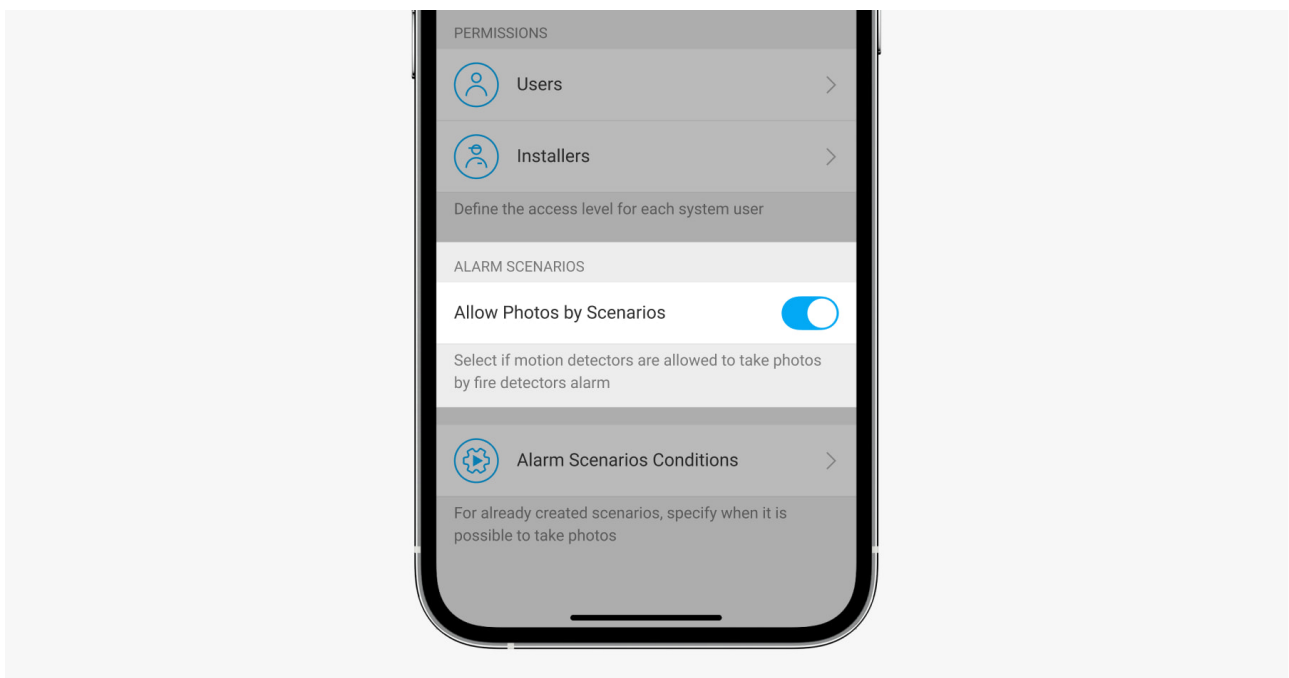 PERMISSIONS
Users
Installers
Define the access level for each system user
ALARM SCENARIOS
Allow Photos by Scenarios
Select if motion detectors are allowed to take photos
by fire detectors alarm
Alarm Scenarios Conditions
For already created scenarios, specify when it is
possible to take photos